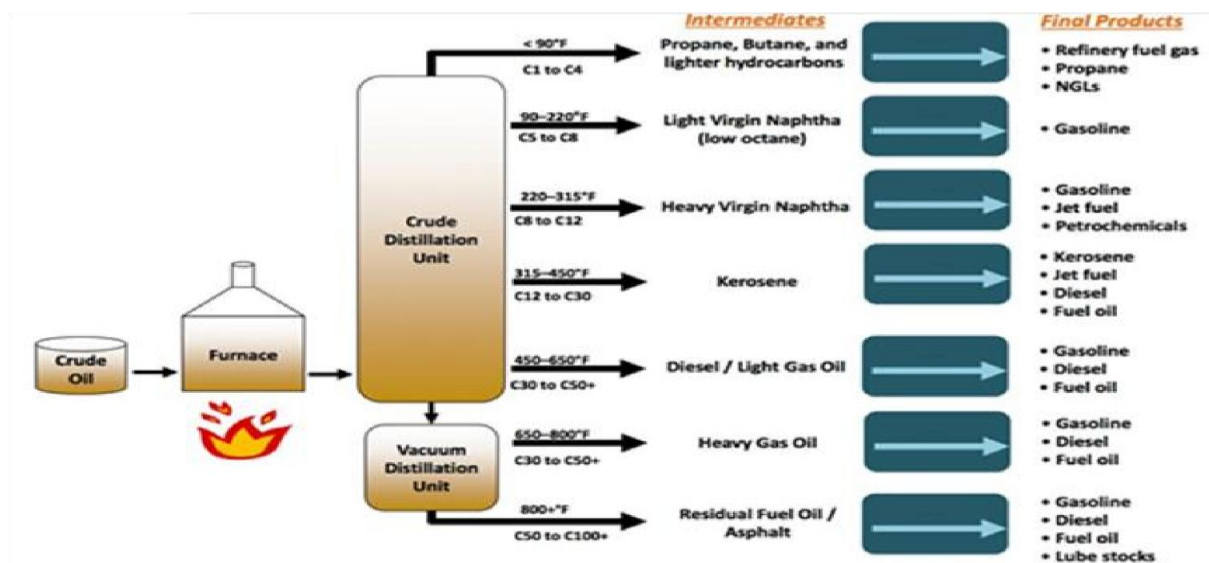 Intermediates
Final Products
< 90°F
C1 to C4
Propane, Butane, and
lighter hydrocarbons
• Refinery fuel gas
• Propane
• NGLs
90–220°F
C5 to C8
Light Virgin Naphtha
(low octane)
• Gasoline
220–315°F
C8 to C12
Heavy Virgin Naphtha
• Gasoline
• Jet fuel
• Petrochemicals
Crude
Distillation
Unit
315–450°F
C12 to C30
Kerosene
• Kerosene
• Jet fuel
• Diesel
• Fuel oil
Crude
Oil
Furnace
450–650°F
C30 to C50+
Diesel / Light Gas Oil
• Gasoline
• Diesel
• Fuel oil
Vacuum
Distillation
Unit
650–800°F
C30 to C50+
Heavy Gas Oil
• Gasoline
• Diesel
• Fuel oil
800+°F
C50 to C100+
Residual Fuel Oil /
Asphalt
• Gasoline
• Diesel
• Fuel oil
• Lube stocks